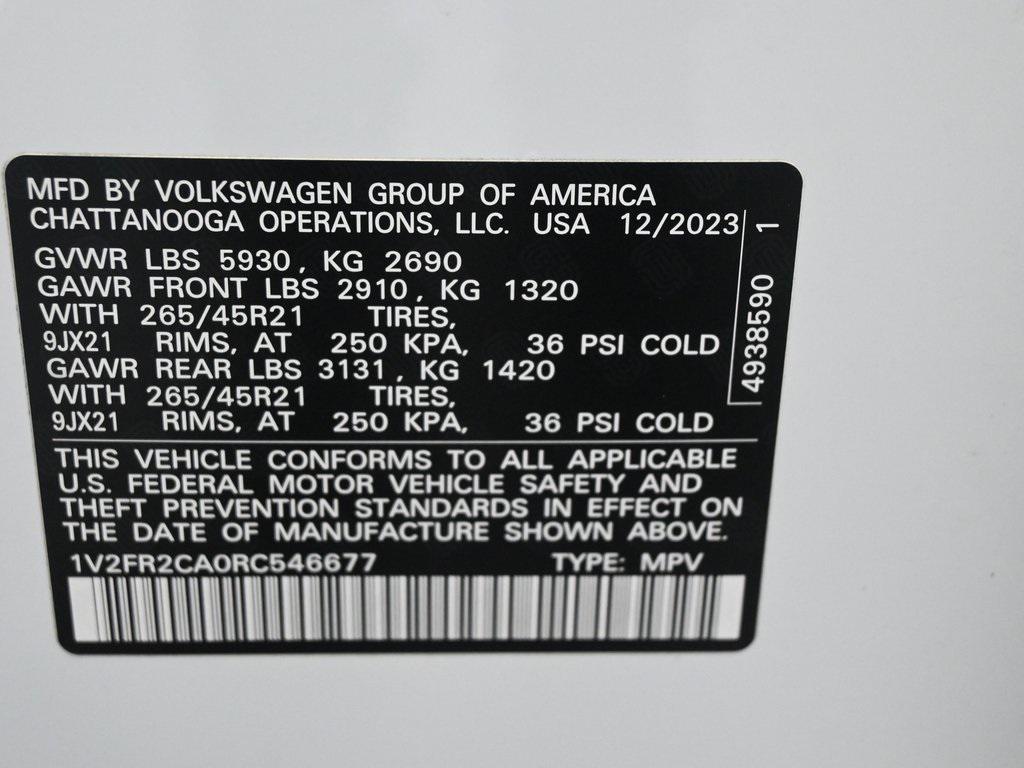 MFD BY VOLKSWAGEN GROUP OF AMERICA
CHATTANOOGA OPERATIONS, LLC. USA 12/2023
GVWR LBS 5930, KG 2690
GAWR FRONT LBS 2910, KG 1320
WITH 265/45R21 TIRES,
9JX21 RIMS, AT 250 KPA, 36 PSI COLD
GAWR REAR LBS 3131, KG 1420
WITH 265/45R21 TIRES,
9JX21 RIMS, AT 250 KPA, 36 PSI COLD
4938590 1
THIS VEHICLE CONFORMS TO ALL APPLICABLE
U.S. FEDERAL MOTOR VEHICLE SAFETY AND
THEFT PREVENTION STANDARDS IN EFFECT ON
THE DATE OF MANUFACTURE SHOWN ABOVE.
1V2FR2CA0RC546677 TYPE: MPV